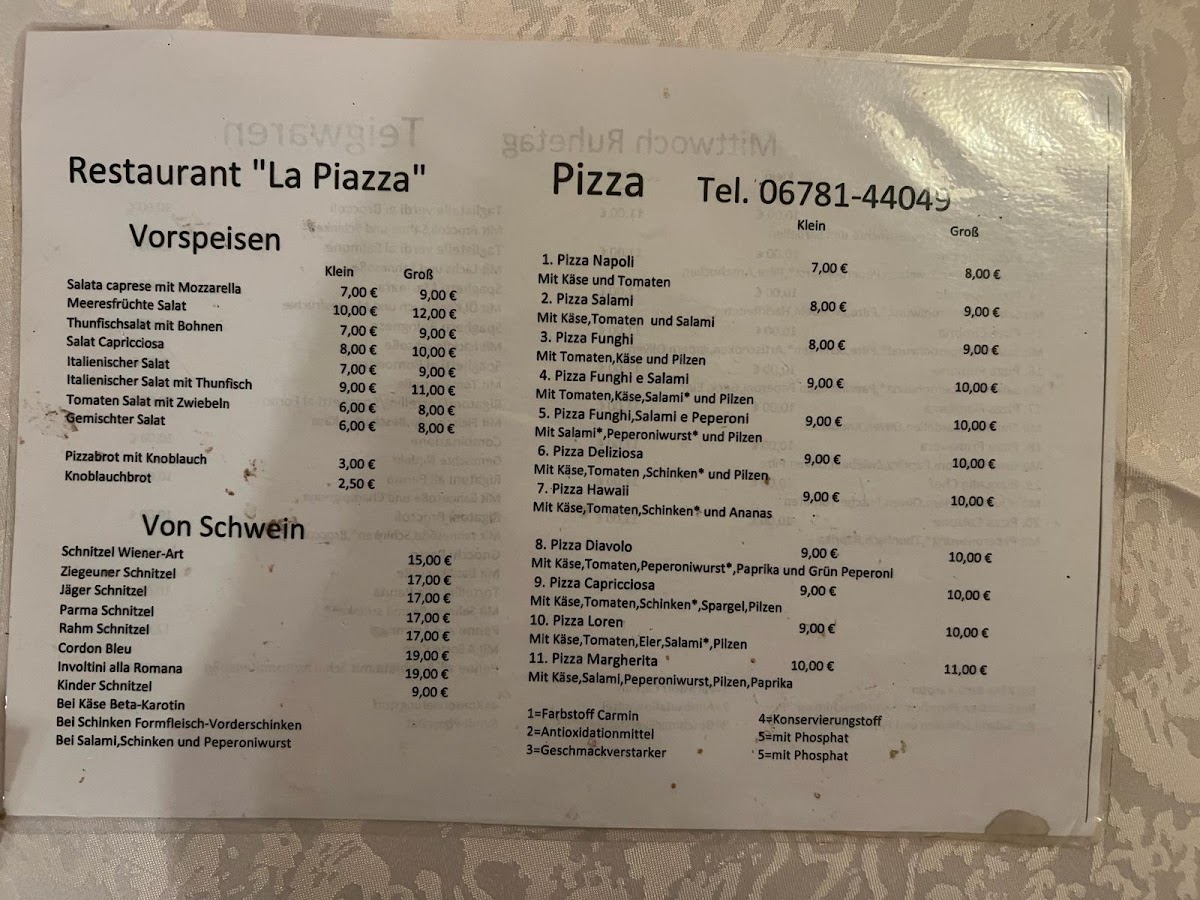 Restaurant "La Piazza"
Vorspeisen
Klein Groß
Salata caprese mit Mozzarella 7,00 € 9,00 €
Meeresfrüchte Salat 10,00 € 12,00 €
Thunfischsalat mit Bohnen 7,00 € 9,00 €
Salat Capricciosa 8,00 € 10,00 €
Italienischer Salat 7,00 € 9,00 €
Italienischer Salat mit Thunfisch 9,00 € 11,00 €
Tomaten Salat mit Zwiebeln 6,00 € 8,00 €
Gemischter Salat 6,00 € 8,00 €
Pizzabrot mit Knoblauch 3,00 €
Knoblauchbrot 2,50 €
Von Schwein
Schnitzel Wiener-Art 15,00 €
Ziegeuner Schnitzel 17,00 €
Jäger Schnitzel 17,00 €
Parma Schnitzel 17,00 €
Rahm Schnitzel 17,00 €
Cordon Bleu 19,00 €
Involtini alla Romana 19,00 €
Kinder Schnitzel 9,00 €
Bei Käse Beta-Karotin
Bei Schinken Formfleisch-Vorderschinken
Bei Salami,Schinken und Peperoniwurst
Pizza Tel. 06781-44049
Klein Groß
1. Pizza Napoli 7,00 € 8,00 €
Mit Käse und Tomaten
2. Pizza Salami 8,00 € 9,00 €
Mit Käse,Tomaten und Salami
3. Pizza Funghi 8,00 € 9,00 €
Mit Tomaten,Käse und Pilzen
4. Pizza Funghi e Salami 9,00 € 10,00 €
Mit Tomaten,Käse,Salami* und Pilzen
5. Pizza Funghi,Salami e Peperoni 9,00 € 10,00 €
Mit Salami*,Peperoniwurst* und Pilzen
6. Pizza Deliziosa 9,00 € 10,00 €
Mit Käse,Tomaten ,Schinken* und Pilzen
7. Pizza Hawaii 9,00 € 10,00 €
Mit Käse,Tomaten,Schinken* und Ananas
8. Pizza Diavolo 9,00 € 10,00 €
Mit Käse,Tomaten,Peperoniwurst*,Paprika und Grün Peperoni
9. Pizza Capricciosa 9,00 € 10,00 €
Mit Käse,Tomaten,Schinken*,Spargel,Pilzen
10. Pizza Loren 9,00 € 10,00 €
Mit Käse,Tomaten,Eier,Salami*,Pilzen
11. Pizza Margherita 10,00 € 11,00 €
Mit Käse,Salami,Peperoniwurst,Pilzen,Paprika
1=Farbstoff Carmin 4=Konservierungstoff
2=Antioxidationmittel 5=mit Phosphat
3=Geschmackverstarker 5=mit Phosphat
Teigwaren
Mittwoch Ruhetag